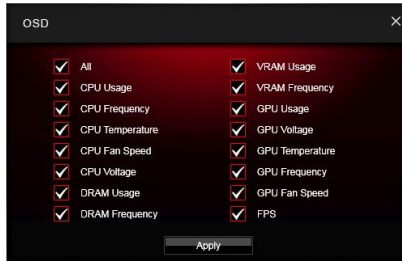 OSD
All
CPU Usage
CPU Frequency
CPU Temperature
CPU Fan Speed
CPU Voltage
DRAM Usage
DRAM Frequency
VRAM Usage
VRAM Frequency
GPU Usage
GPU Voltage
GPU Temperature
GPU Frequency
GPU Fan Speed
FPS
Apply